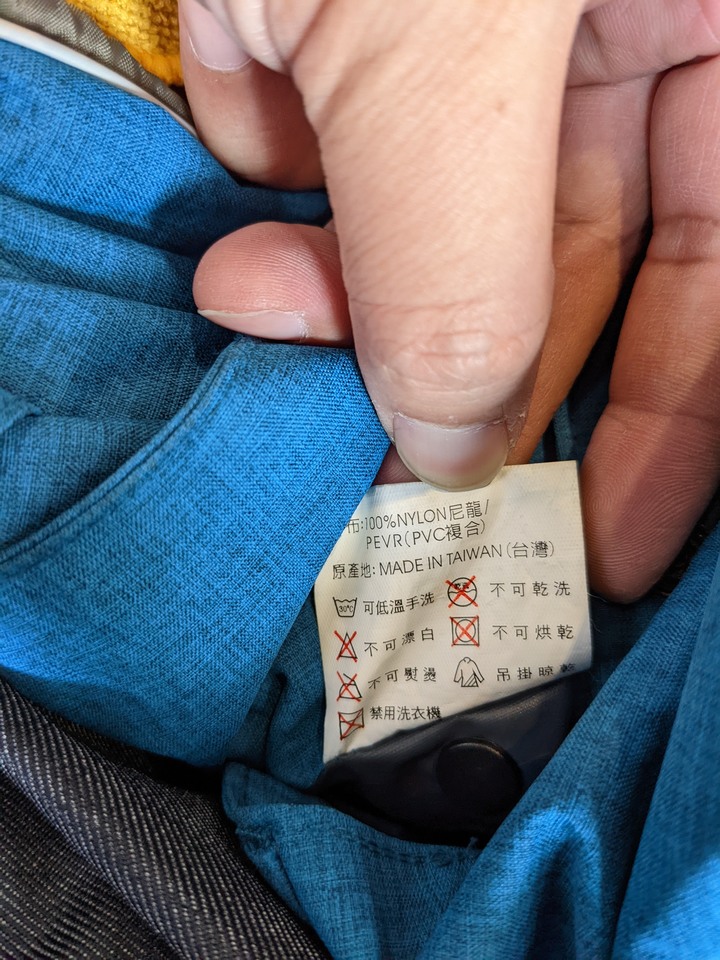 布:100%NYLON尼龍/
PEVR(PVC複合)
原產地: MADE IN TAIWAN (台灣)
30℃ 可低溫手洗 不可乾洗
不可漂白 不可烘乾
不可熨燙 吊掛晾乾
禁用洗衣機